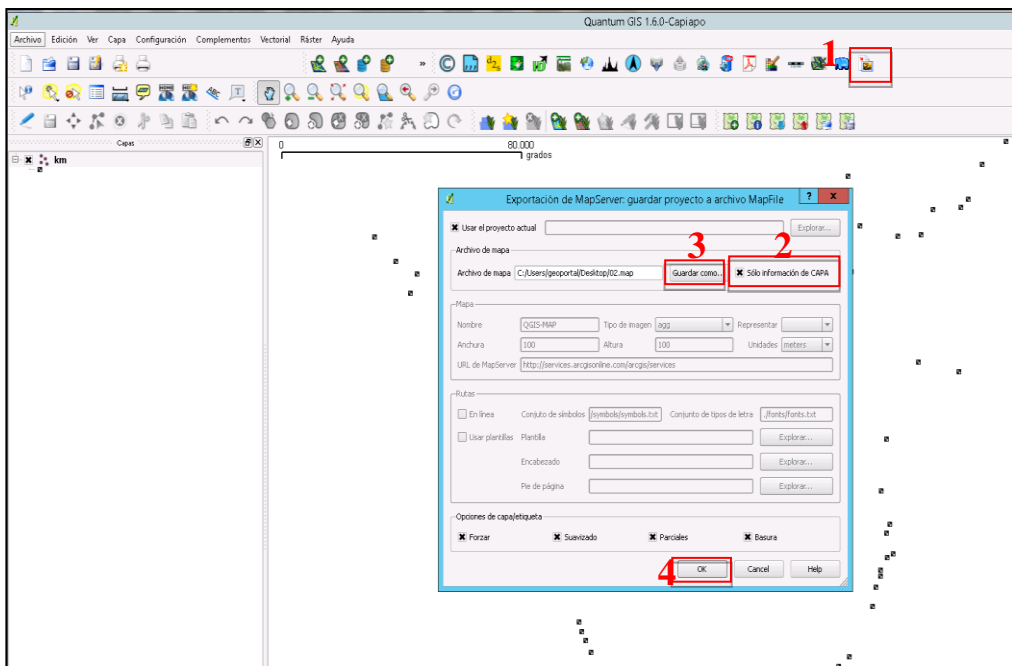 Quantum GIS 1.6.0-Capiapo
Archivo Edición Ver Capa Configuración Complementos Vectorial Ráster Ayuda
1
Capas
km
0 80.000
grados
Exportación de MapServer: guardar proyecto a archivo MapFile ? x
Usar el proyecto actual Explorar...
Archivo de mapa
3 2
Archivo de mapa C:/Users/geoportal/Desktop/02.map Guardar como... Sólo información de CAPA
Mapa
Nombre QGIS-MAP Tipo de imagen agg Representar
Anchura 100 Altura 100 Unidades meters
URL de MapServer http://services.arcgisonline.com/arcgis/services
Rutas
En línea Conjuto de símbolos /symbols/symbols.txt Conjunto de tipos de letra ./fonts/fonts.txt
Usar plantillas Plantilla Explorar...
Encabezado Explorar...
Pie de página Explorar...
Opciones de capa/etiqueta
Forzar Suavizado Parciales Basura
4 OK Cancel Help